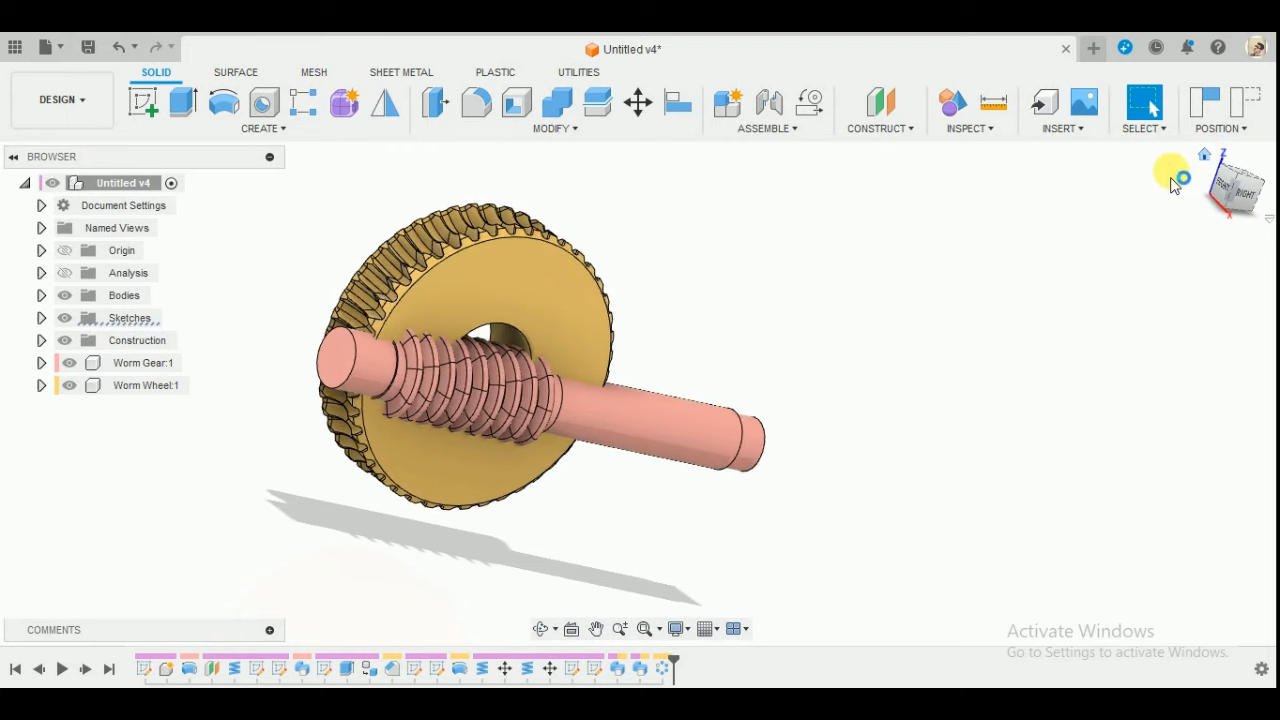 Untitled v4*
DESIGN
SOLID SURFACE MESH SHEET METAL PLASTIC UTILITIES
CREATE MODIFY ASSEMBLE CONSTRUCT INSPECT INSERT SELECT POSITION
BROWSER
Untitled v4
Document Settings
Named Views
Origin
Analysis
Bodies
Sketches
Construction
Worm Gear:1
Worm Wheel:1
Z
FRONT RIGHT
X
COMMENTS
Activate Windows
Go to Settings to activate Windows.